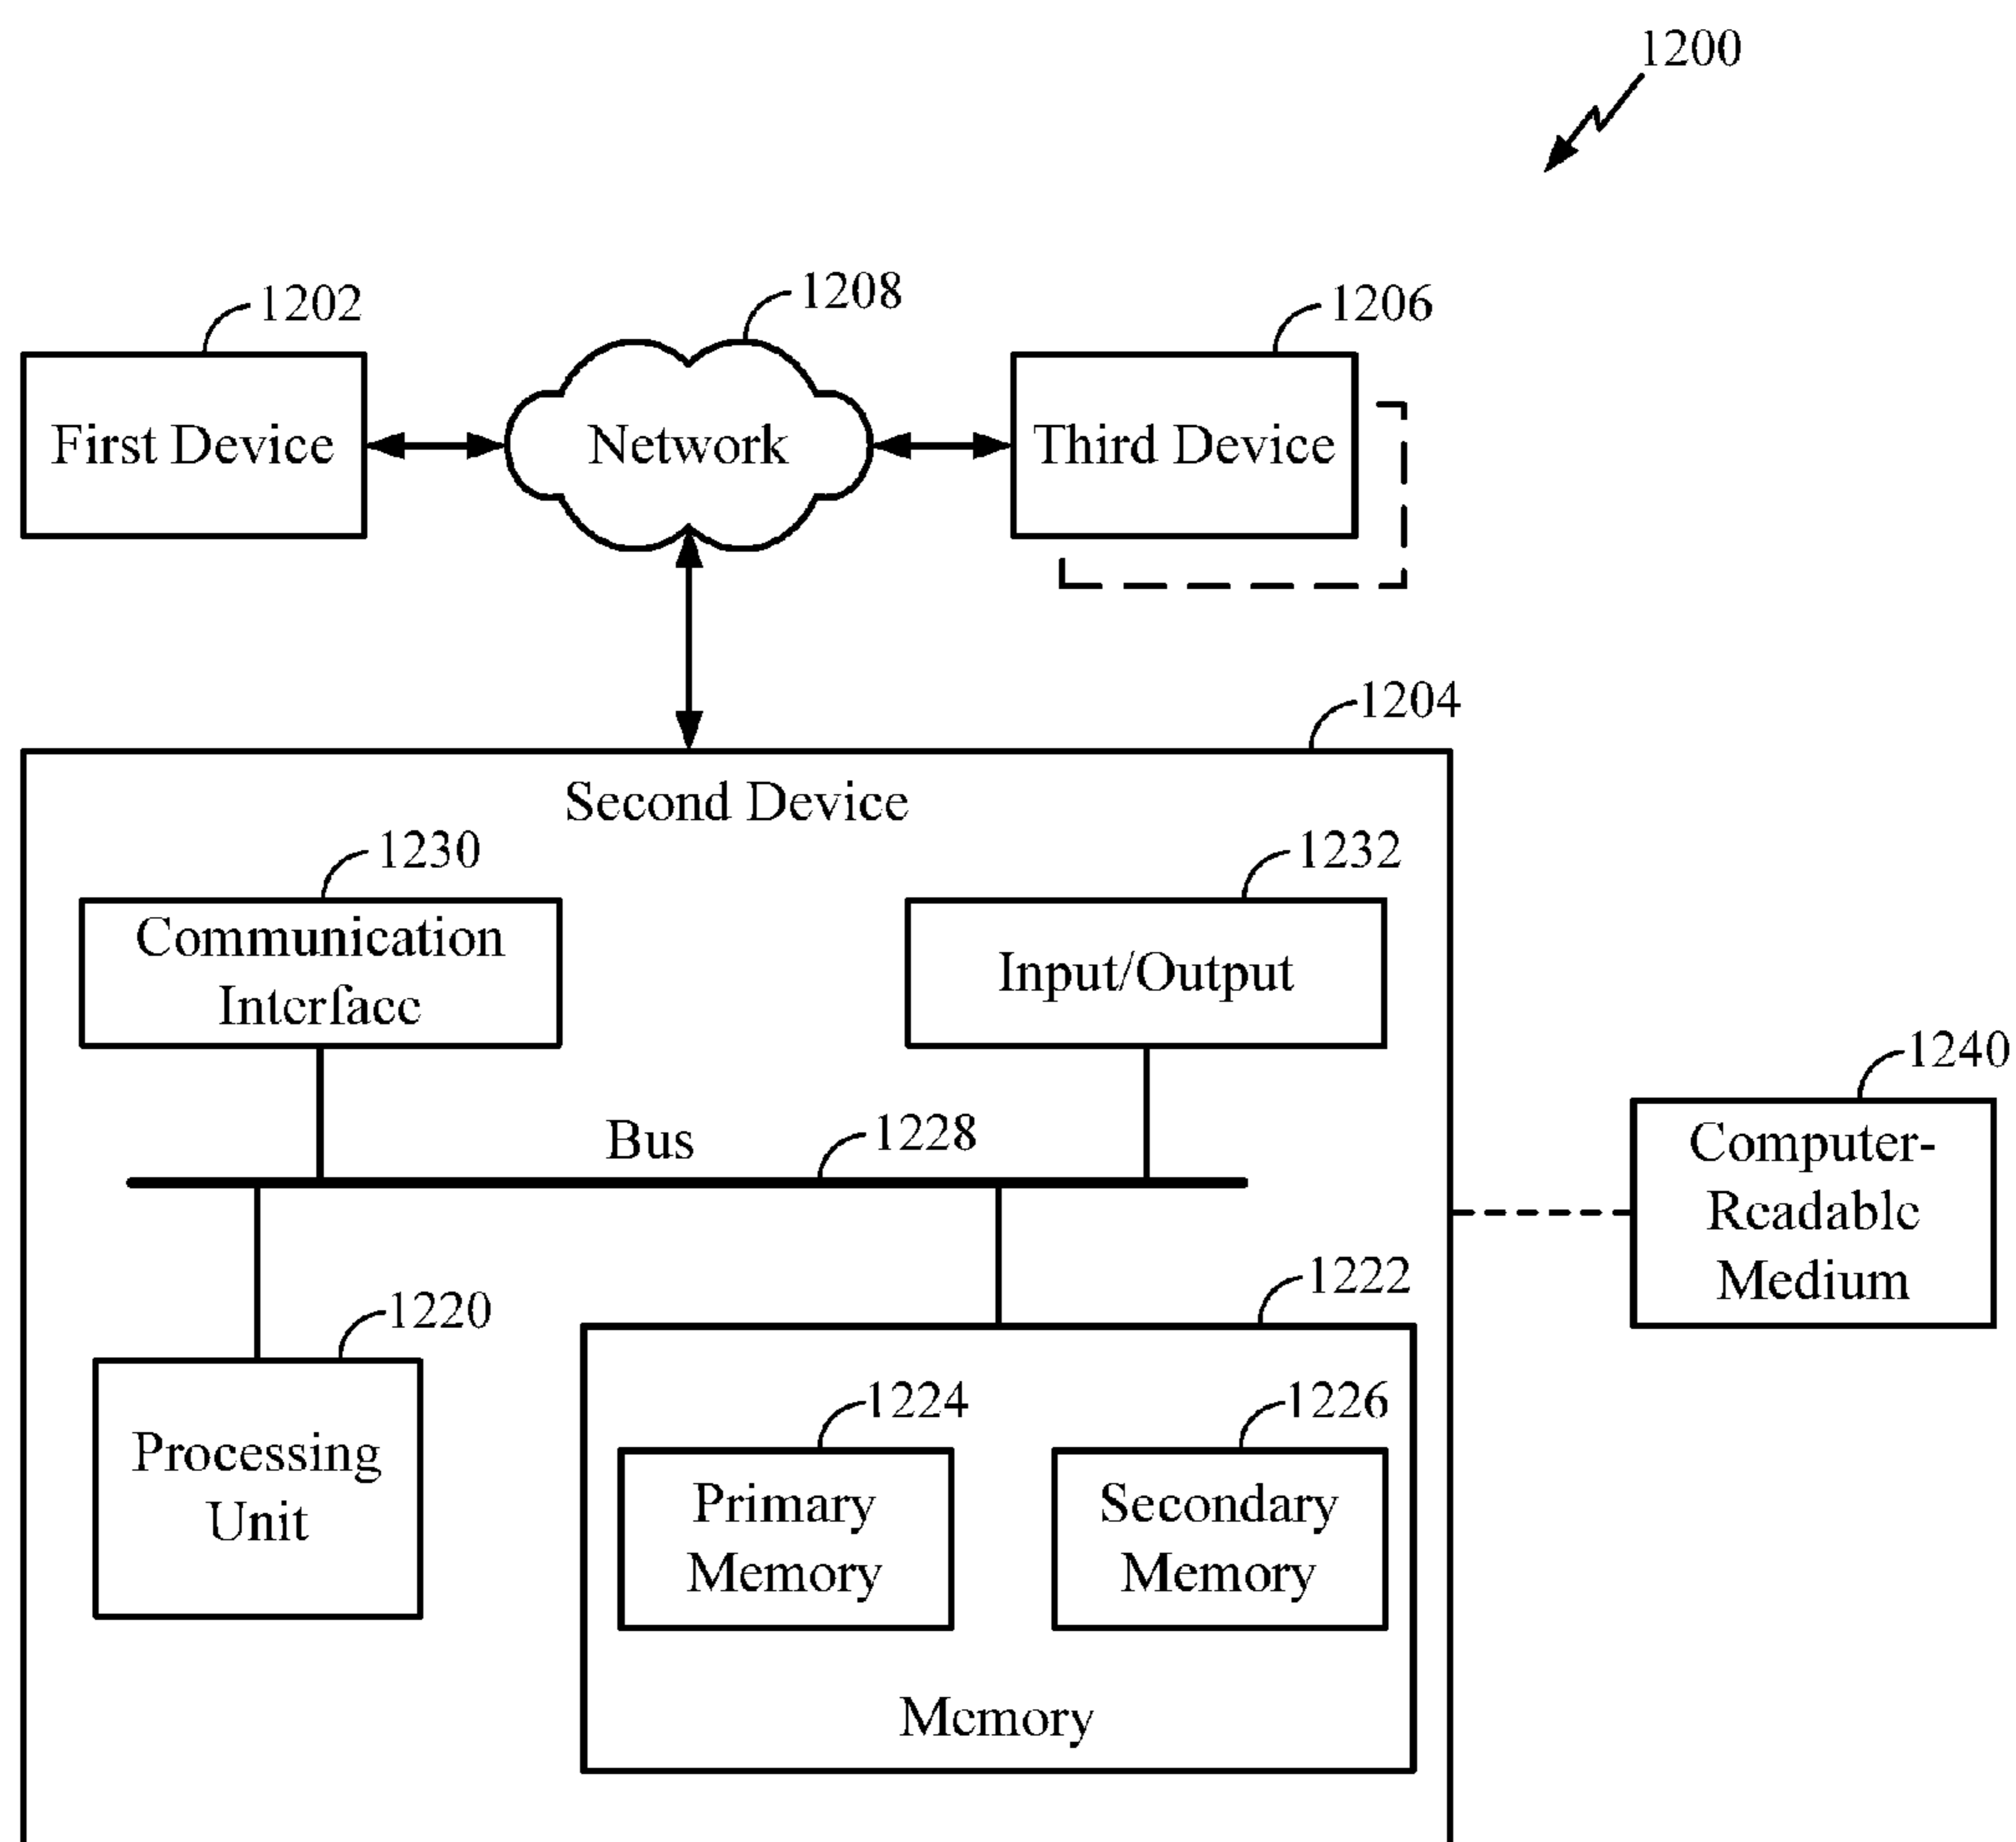 1200
1202
1208
1206
First Device
Network
Third Device
1204
Second Device
1230
1232
Communication
Interface
Input/Output
1240
Computer-
Readable
Medium
Bus
1228
1222
1220
Processing
Unit
1224
1226
Primary
Memory
Secondary
Memory
Memory